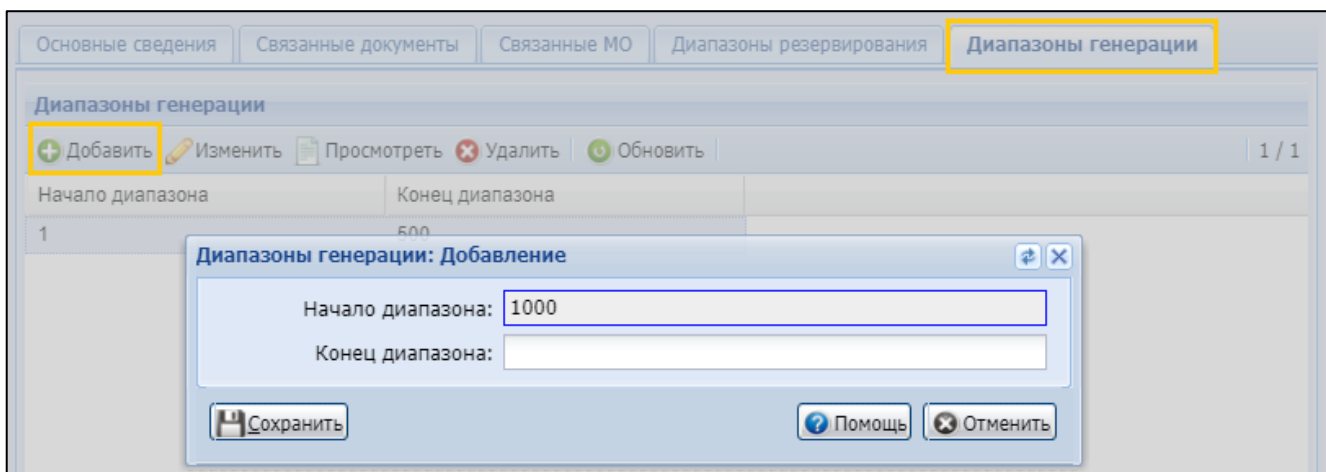 Основные сведения Связанные документы Связанные МО Диапазоны резервирования Диапазоны генерации
Диапазоны генерации
Добавить Изменить Просмотреть Удалить Обновить 1 / 1
Начало диапазона Конец диапазона
1 500
Диапазоны генерации: Добавление
Начало диапазона: 1000
Конец диапазона:
Сохранить Помощь Отменить